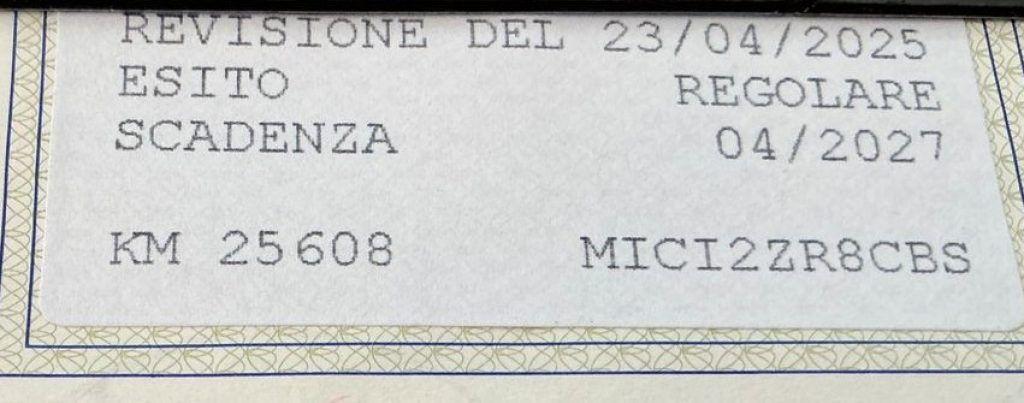 REVISIONE DEL 23/04/2025
ESITO REGOLARE
SCADENZA 04/2027
KM 25608 MICI2ZR8CBS